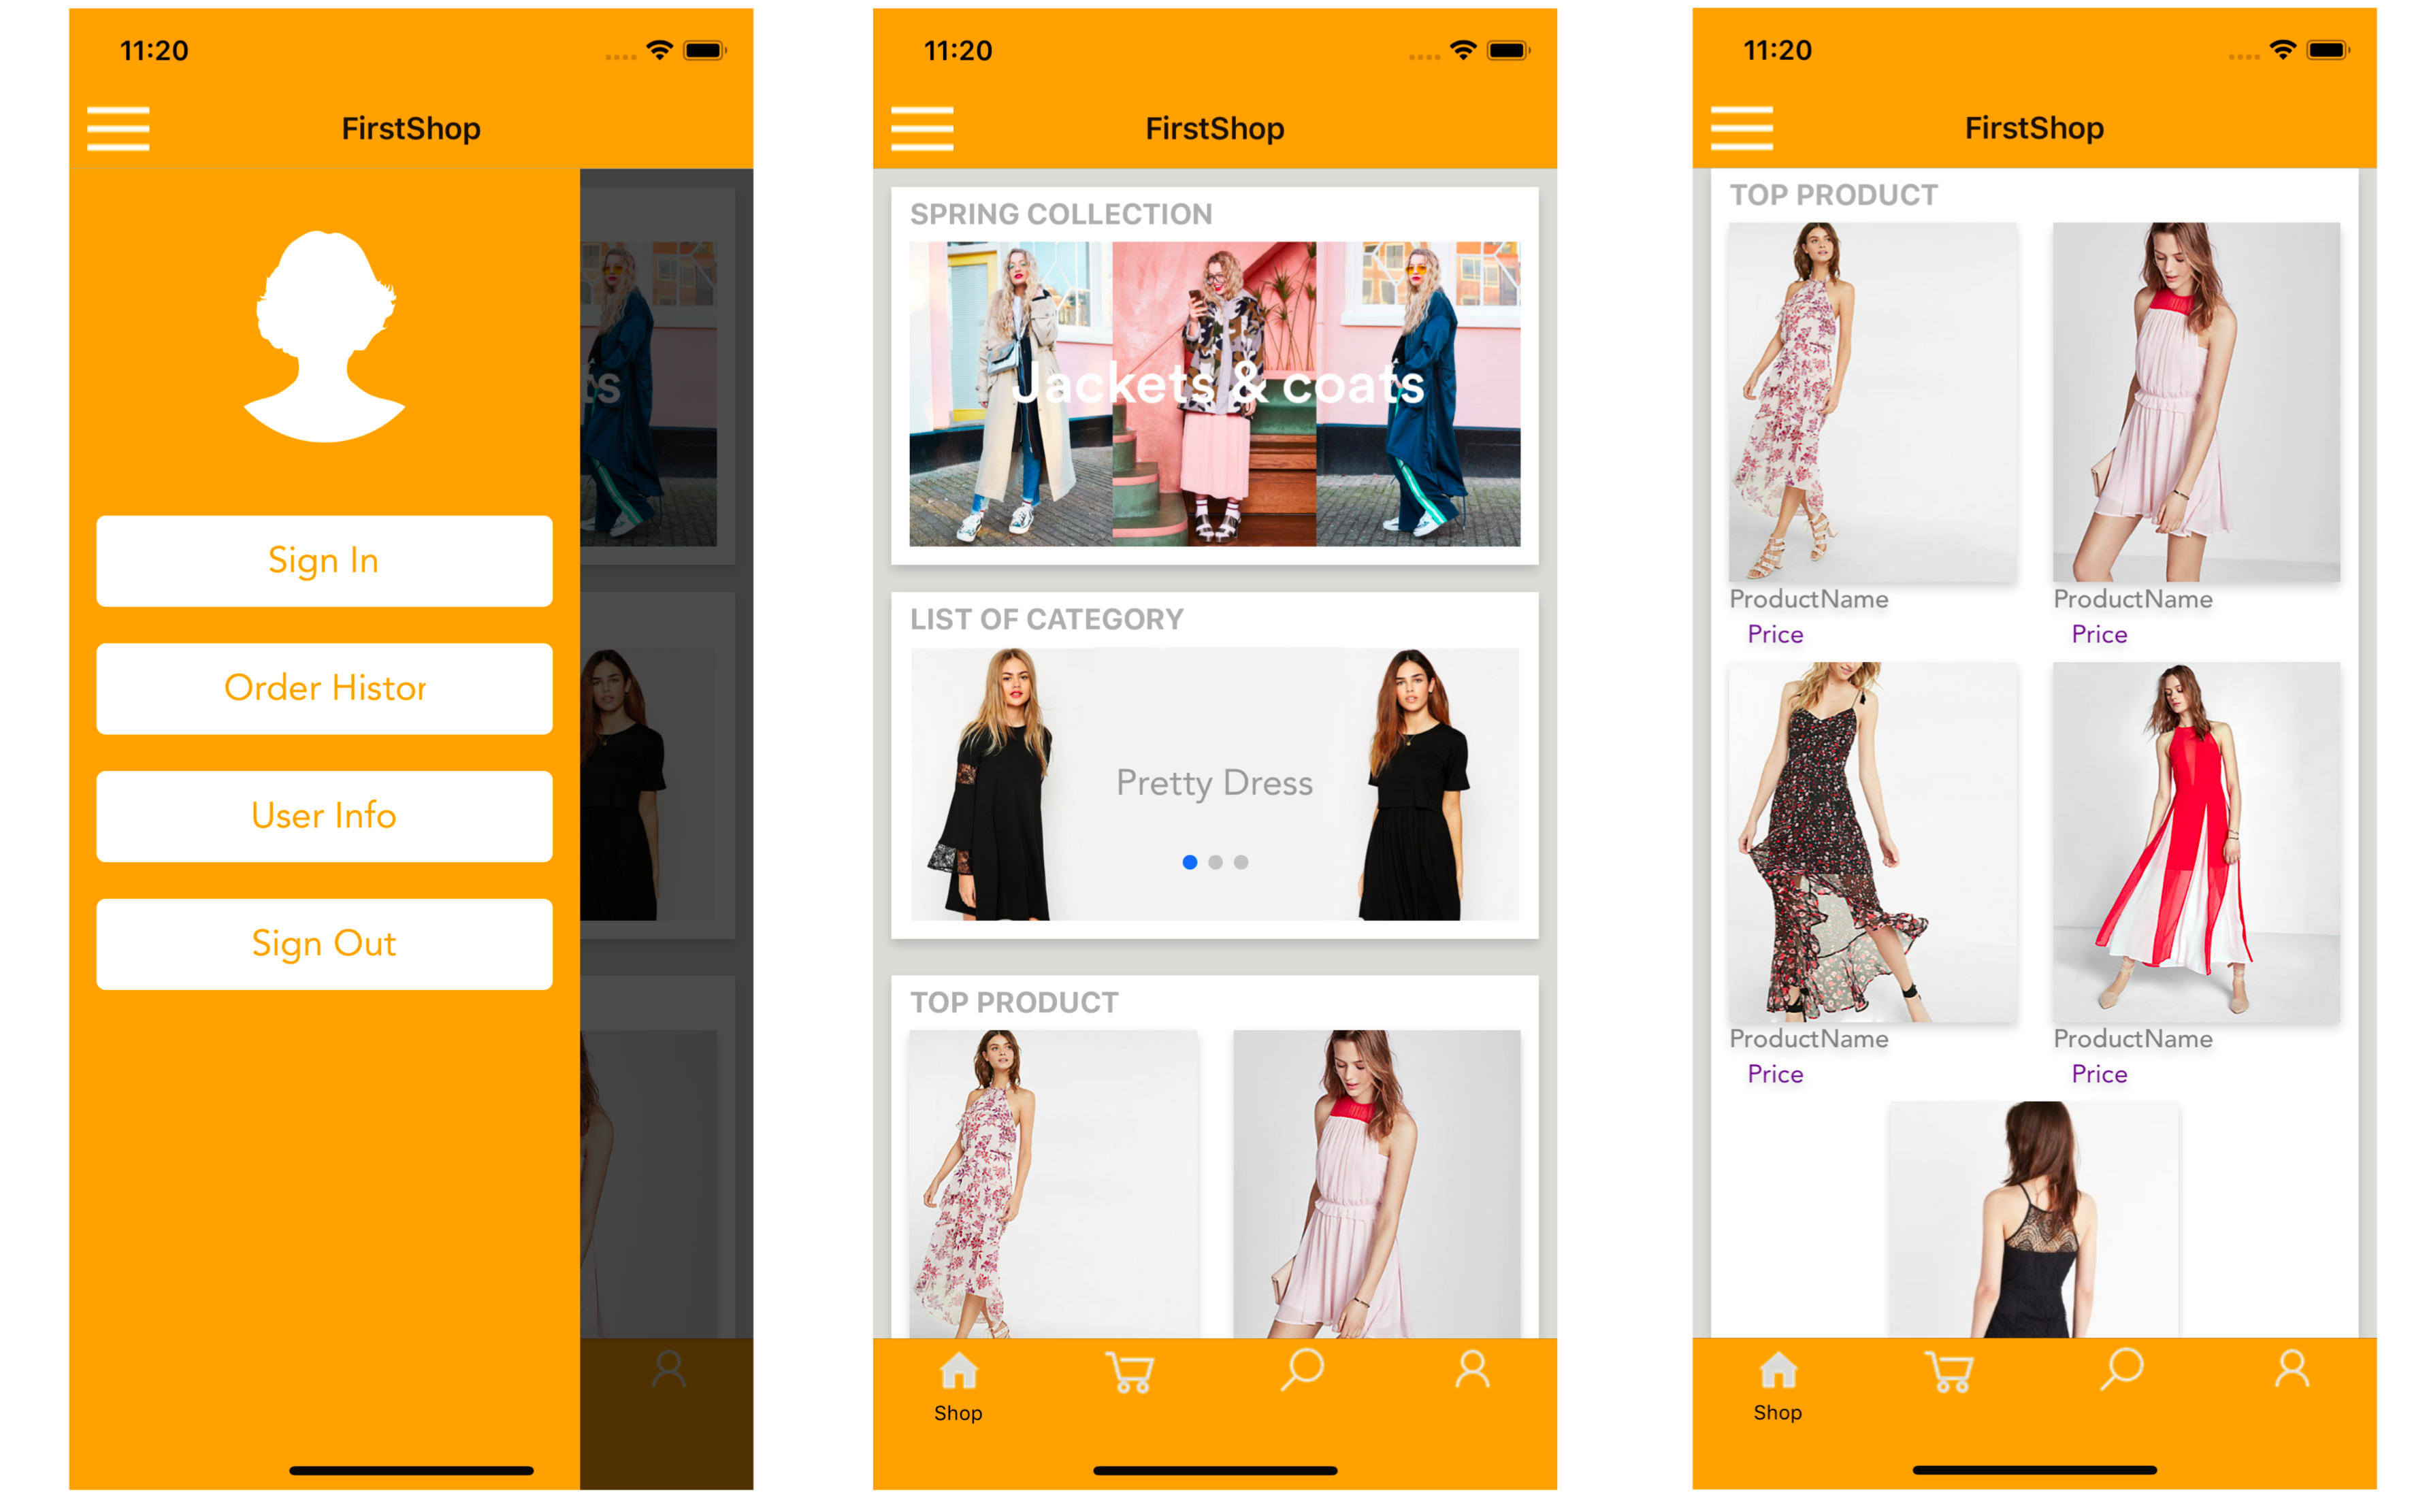 11:20
FirstShop
ts
Sign In
Order Histor
User Info
Sign Out
11:20
FirstShop
SPRING COLLECTION
Jackets & coats
LIST OF CATEGORY
Pretty Dress
TOP PRODUCT
Shop
11:20
FirstShop
TOP PRODUCT
ProductName ProductName
Price Price
ProductName ProductName
Price Price
Shop